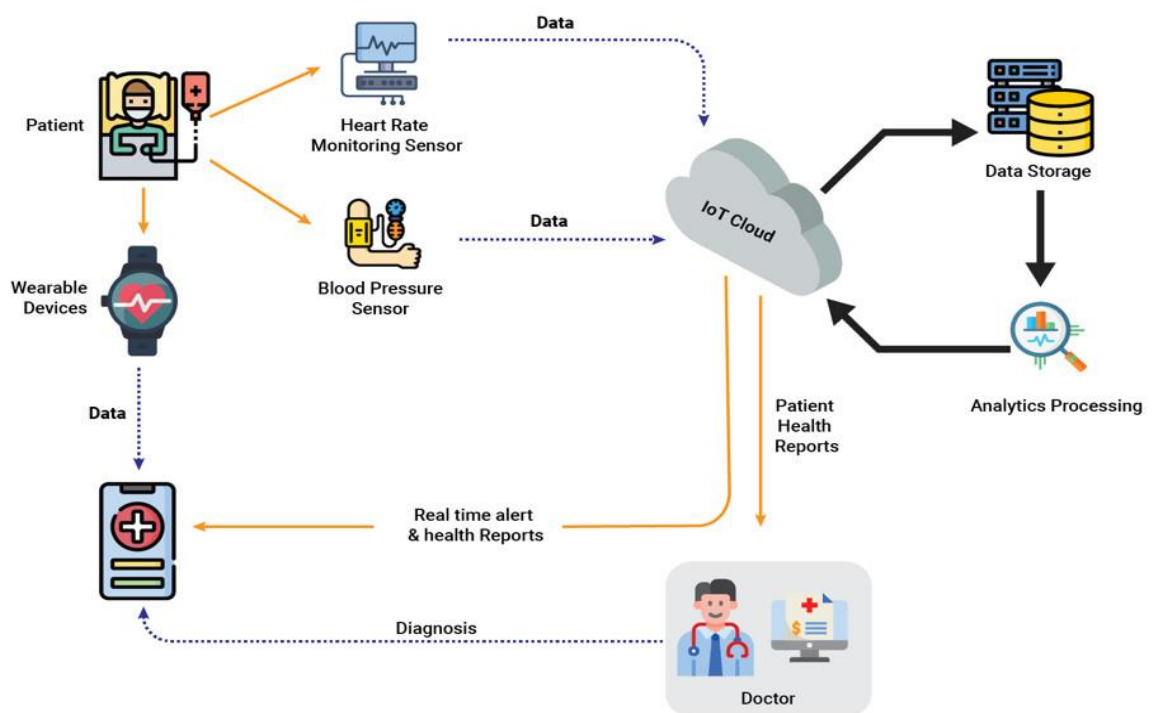 Data
Patient
Heart Rate
Monitoring Sensor
Data Storage
IoT Cloud
Data
Wearable
Devices
Blood Pressure
Sensor
Data
Analytics Processing
Patient
Health
Reports
Real time alert
& health Reports
Diagnosis
Doctor